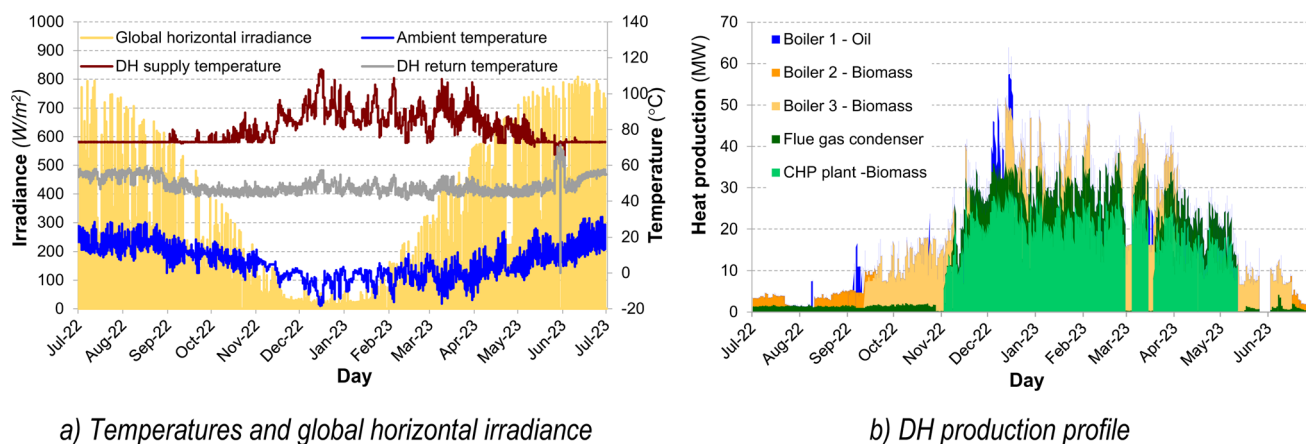 1000
900
800
700
600
500
400
300
200
100
0
Irradiance (W/m²)
Global horizontal irradiance
Ambient temperature
DH supply temperature
DH return temperature
140
120
100
80
60
40
20
0
-20
Temperature (°C)
Jul-22
Aug-22
Sep-22
Oct-22
Nov-22
Dec-22
Jan-23
Feb-23
Mar-23
Apr-23
May-23
Jun-23
Jul-23
Day
a) Temperatures and global horizontal irradiance
70
60
50
40
30
20
10
0
Heat production (MW)
Boiler 1 - Oil
Boiler 2 - Biomass
Boiler 3 - Biomass
Flue gas condenser
CHP plant -Biomass
Jul-22
Aug-22
Sep-22
Oct-22
Nov-22
Dec-22
Jan-23
Feb-23
Mar-23
Apr-23
May-23
Jun-23
Day
b) DH production profile